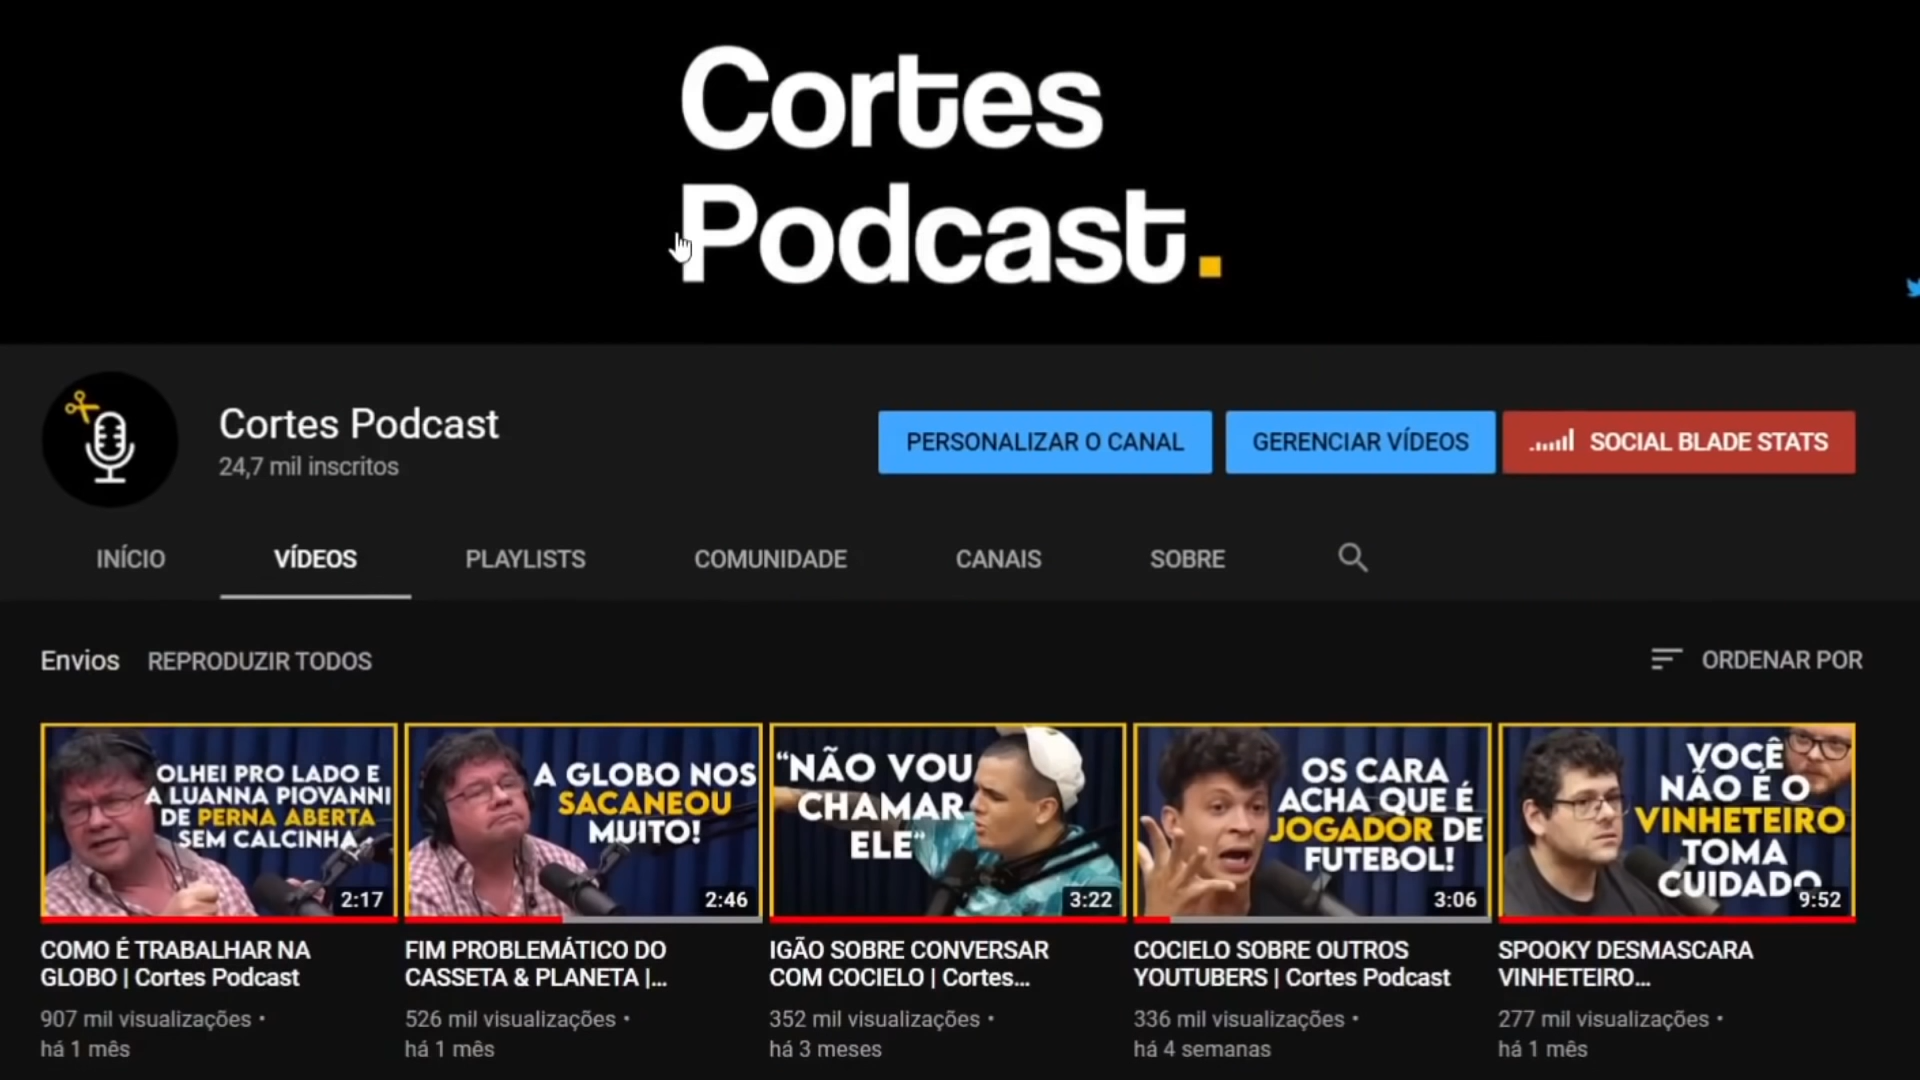 Cortes
Podcast.
Cortes Podcast
24,7 mil inscritos
PERSONALIZAR O CANAL
GERENCIAR VÍDEOS
SOCIAL BLADE STATS
INÍCIO
VÍDEOS
PLAYLISTS
COMUNIDADE
CANAIS
SOBRE
Envios
REPRODUZIR TODOS
ORDENAR POR
OLHEI PRO LADO E
A LUANNA PIOVANNI
DE PERNA ABERTA
SEM CALCINHA
2:17
COMO É TRABALHAR NA
GLOBO | Cortes Podcast
907 mil visualizações •
há 1 mês
A GLOBO NOS
SACANEOU
MUITO!
2:46
FIM PROBLEMÁTICO DO
CASSETA & PLANETA |...
526 mil visualizações •
há 1 mês
“NÃO VOU
CHAMAR
ELE”
3:22
IGÃO SOBRE CONVERSAR
COM COCIELO | Cortes...
352 mil visualizações •
há 3 meses
OS CARA
ACHA QUE É
JOGADOR DE
FUTEBOL!
3:06
COCIELO SOBRE OUTROS
YOUTUBERS | Cortes Podcast
336 mil visualizações •
há 4 semanas
VOCÊ
NÃO É O
VINHETEIRO
TOMA
CUIDADO
9:52
SPOOKY DESMASCARA
VINHETEIRO...
277 mil visualizações •
há 1 mês